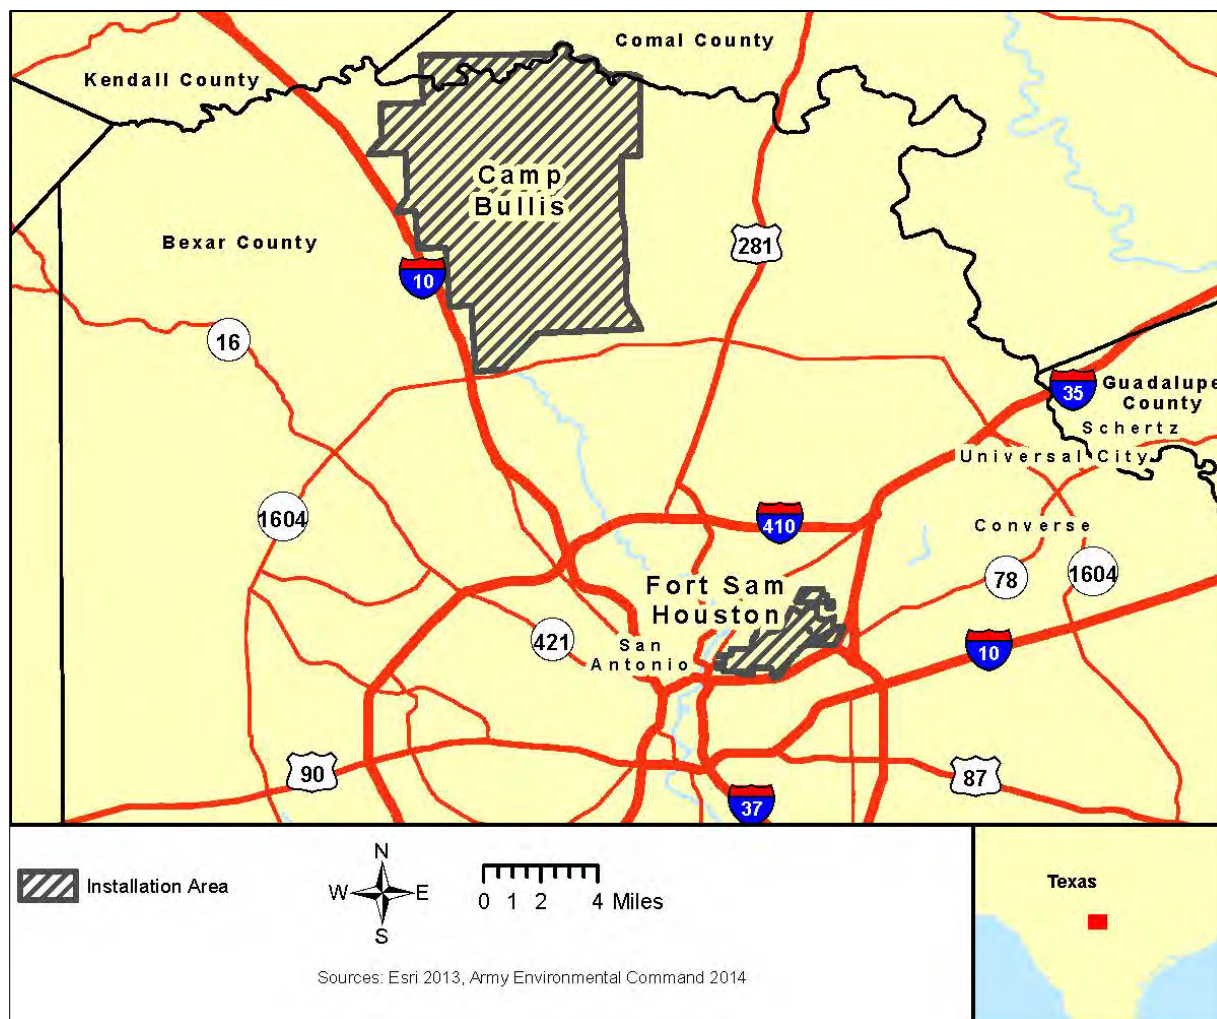 Comal County
Kendall County
Camp
Bullis
Bexar County
281
10
16
35
Guadalupe
County
Schertz
Universal City
1604
410
Converse
Fort Sam
Houston
78
1604
421
San
Antonio
10
90
87
37
Installation Area
N
W
E
S
0 1 2 4 Miles
Texas
Sources: Esri 2013, Army Environmental Command 2014